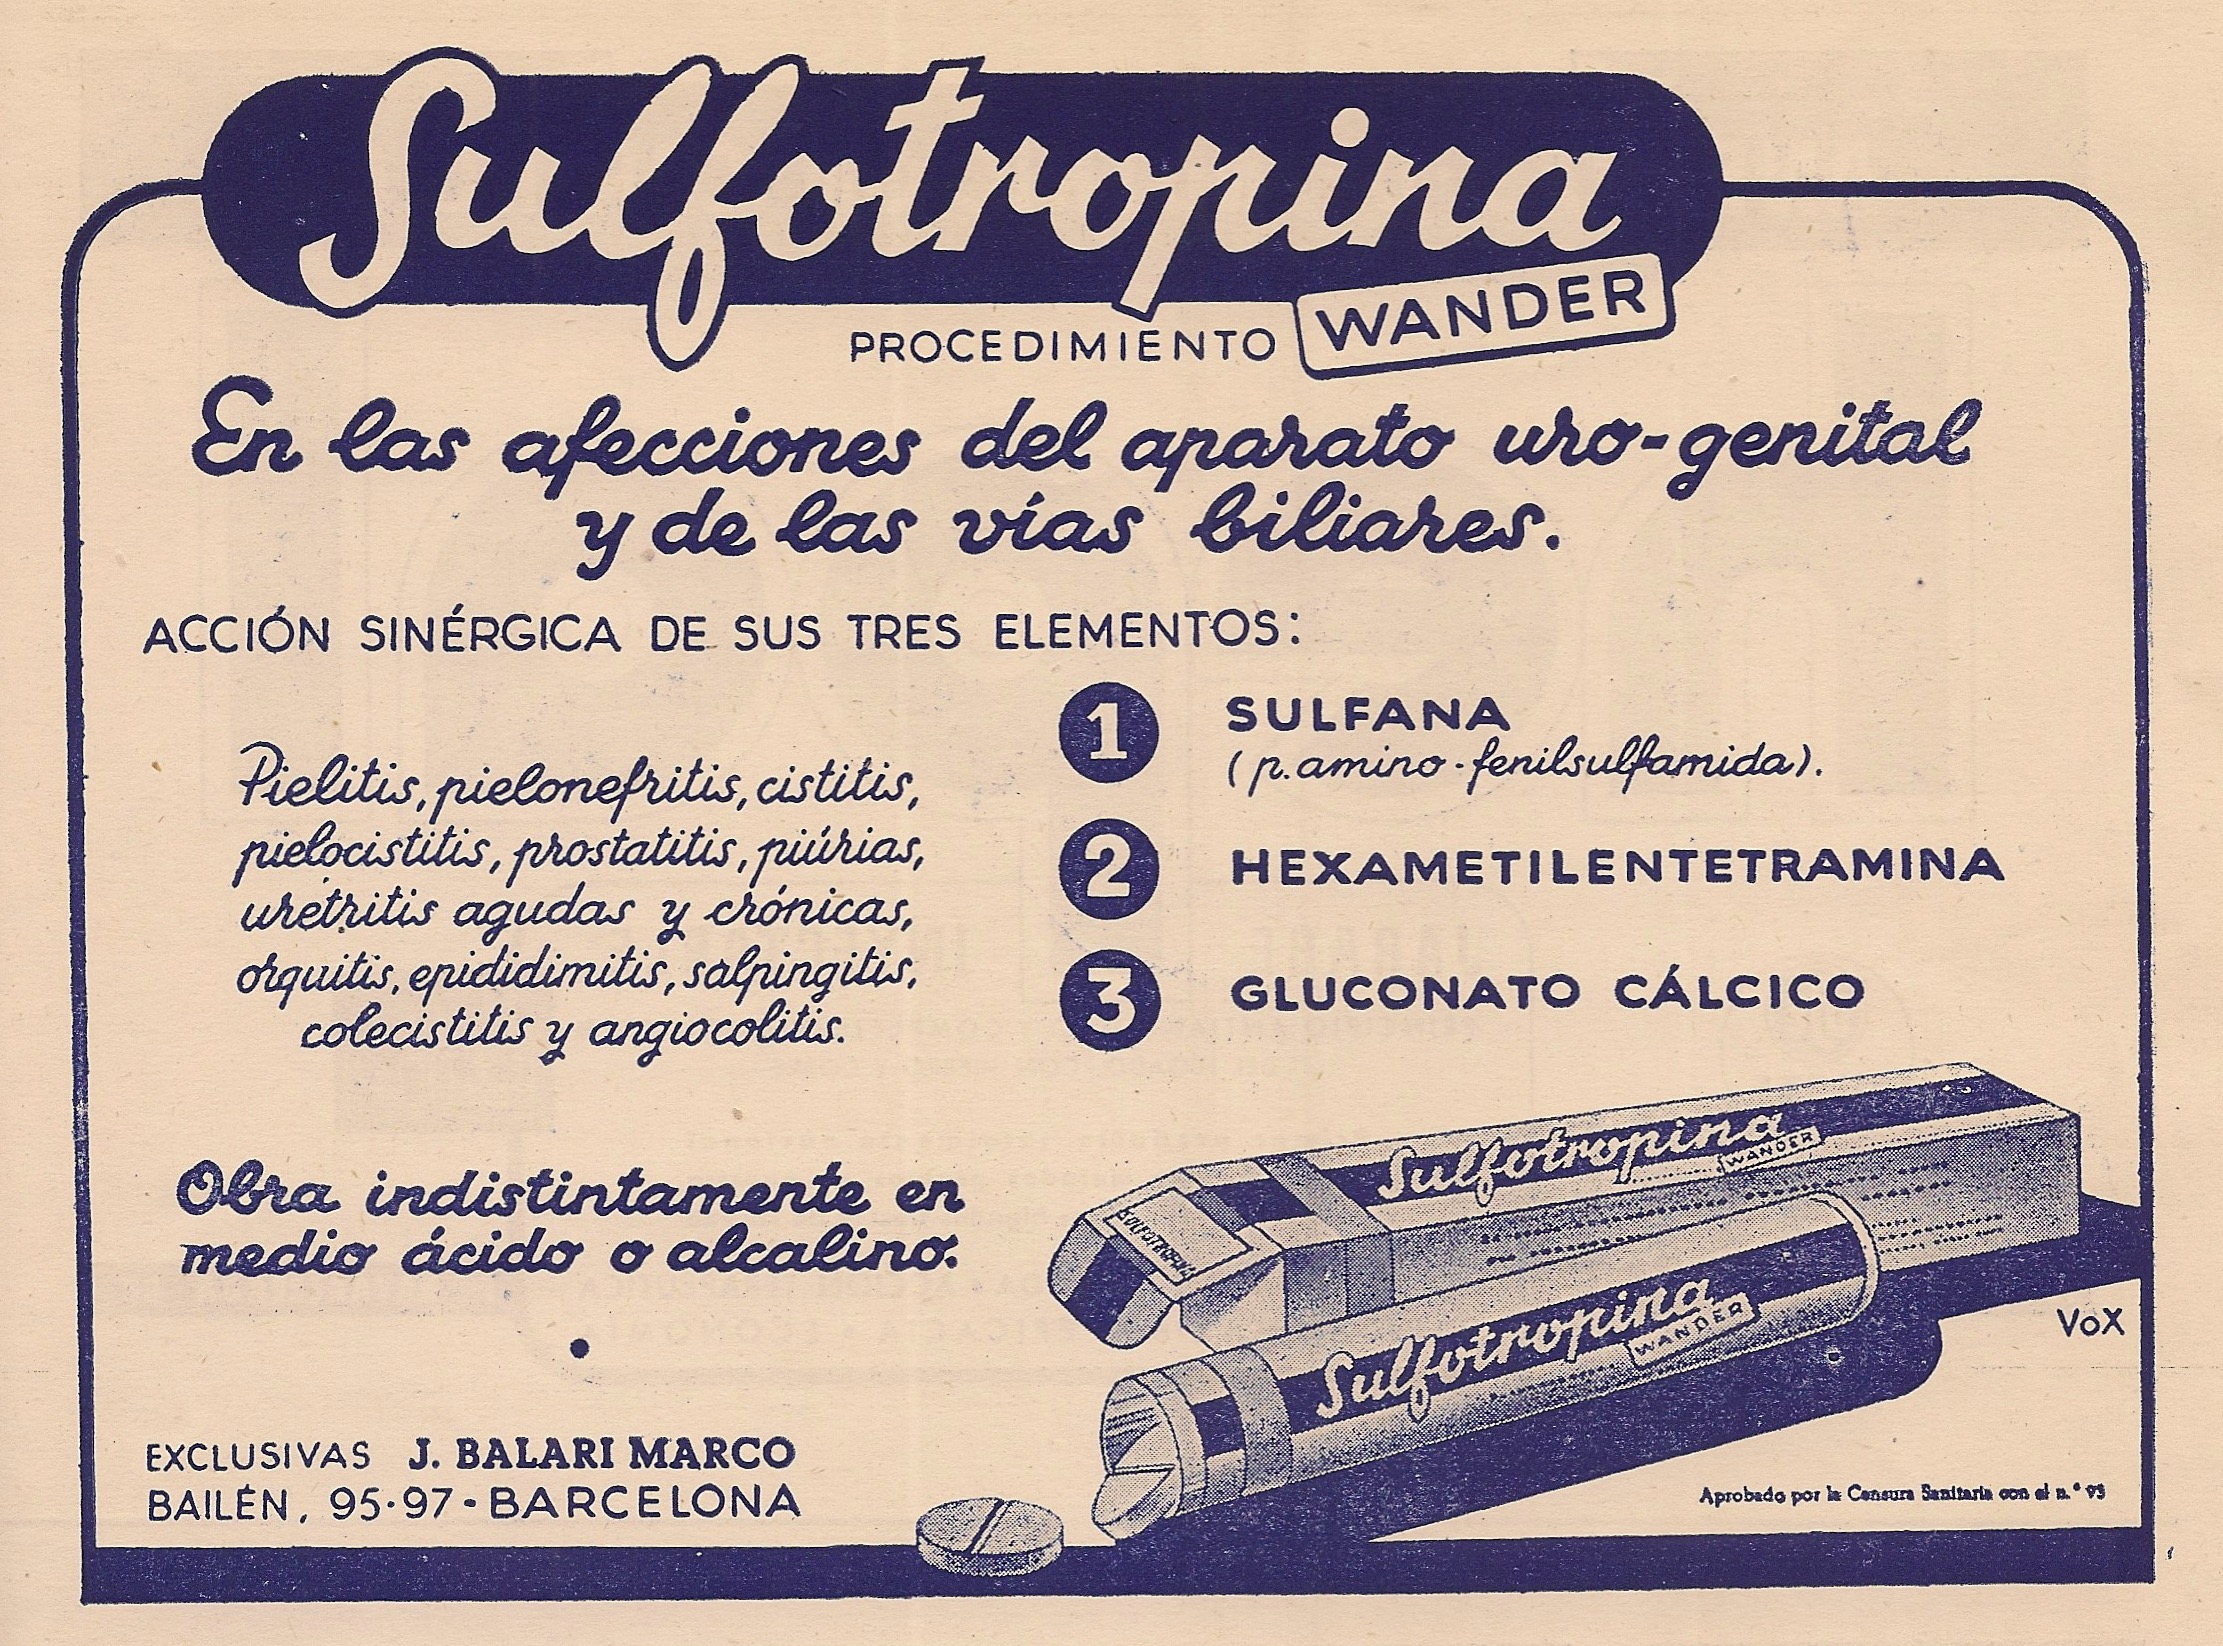 Sulfotropina
PROCEDIMIENTO WANDER
En las afecciones del aparato uro-genital
y de las vías biliares.
ACCIÓN SINÉRGICA DE SUS TRES ELEMENTOS:
1 SULFANA
(p.amino-fenilsulfamida).
2 HEXAMETILENTETRAMINA
3 GLUCONATO CÁLCICO
Pielitis, pielonefritis, cistitis,
pielocistitis, prostatitis, piúrias,
uretritis agudas y crónicas,
orquitis, epididimitis, salpingitis,
colecistitis y angiocolitis.
Obra indistintamente en
medio ácido o alcalino.
Sulfotropina
WANDER
Sulfotropina
WANDER
VOX
EXCLUSIVAS J. BALARI MARCO
BAILÉN, 95·97-BARCELONA
Aprobado por la Censura Sanitaria con el n.º